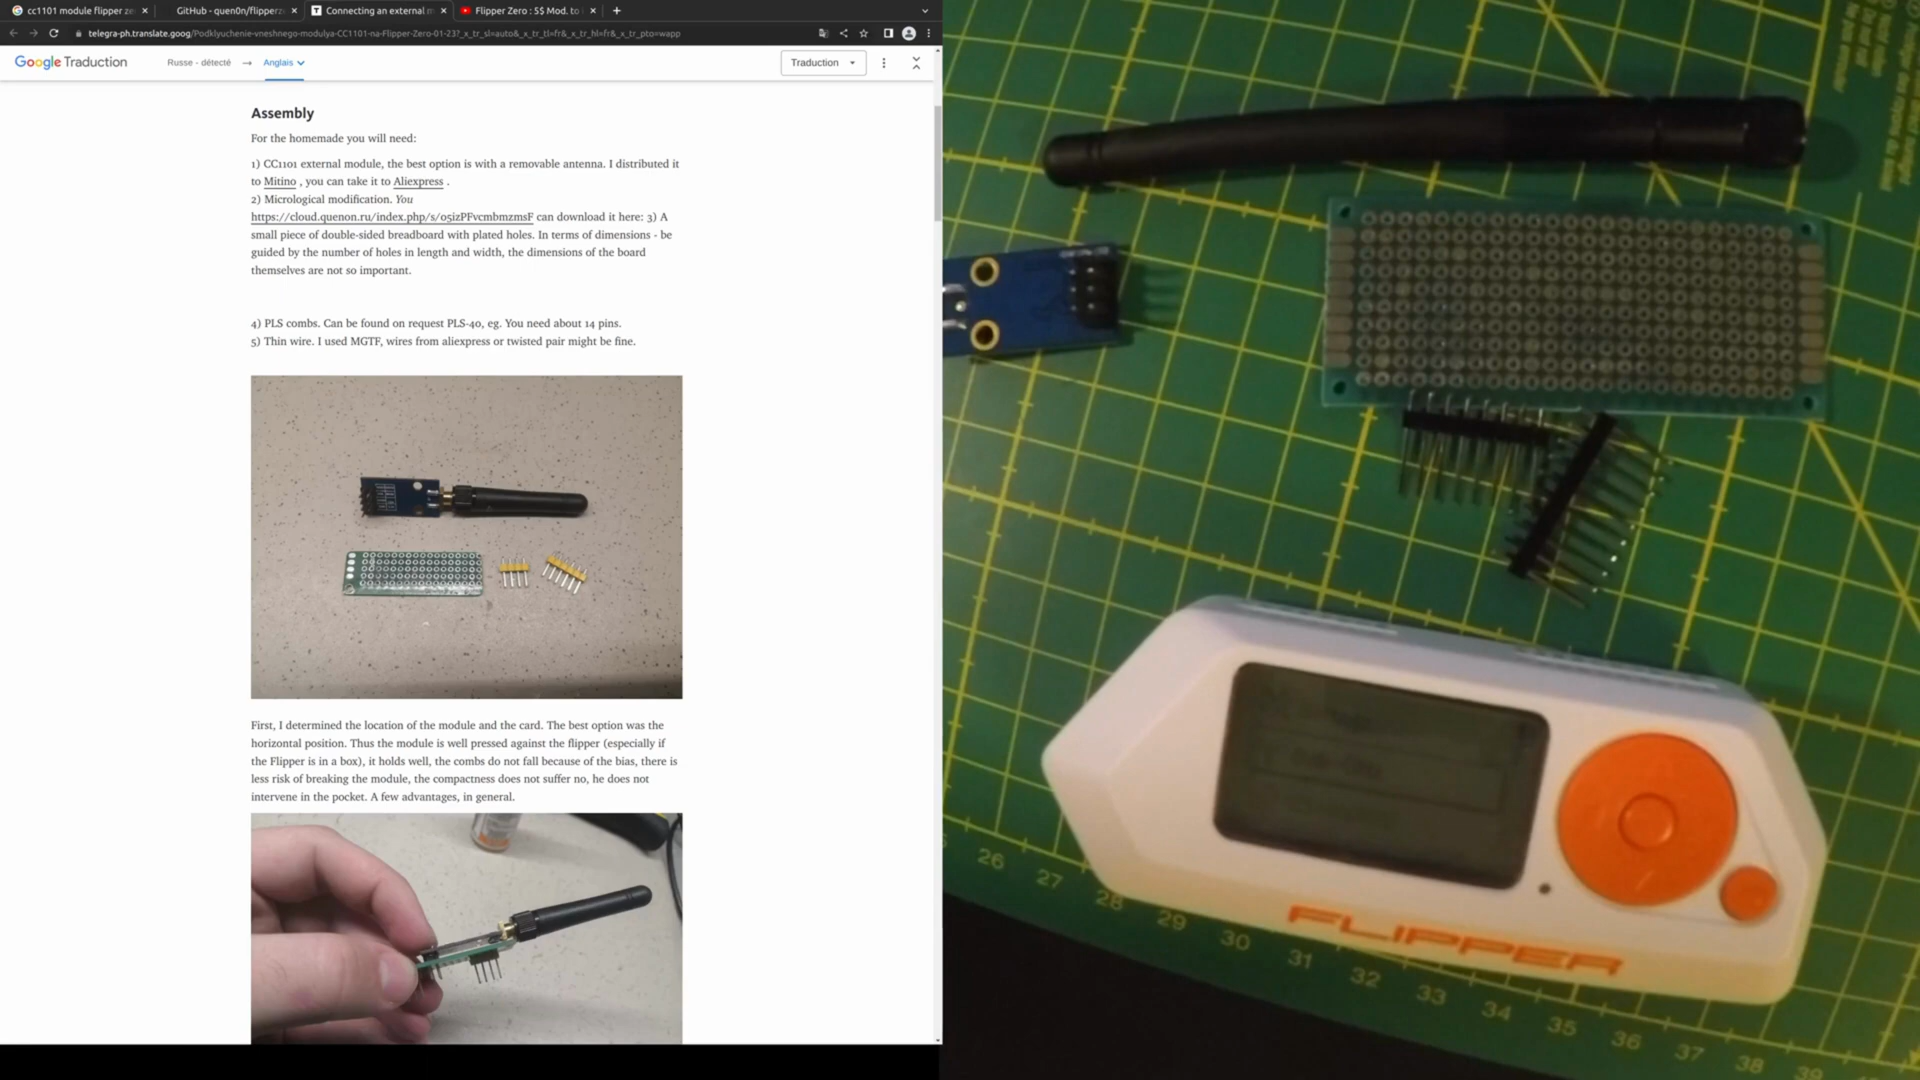 cc1101 module flipper ze
GitHub - quen0n/flipperz
Connecting an external m
Flipper Zero : 5$ Mod. to
telegra-ph.translate.goog/Podklyuchenie-vneshnego-modulya-CC1101-na-Flipper-Zero-01-23?_x_tr_sl=auto&_x_tr_tl=fr&_x_tr_hl=fr&_x_tr_pto=wapp
Google Traduction
Russe - détecté
Anglais
Traduction
Assembly
For the homemade you will need:
1) CC1101 external module, the best option is with a removable antenna. I distributed it
to Mitino , you can take it to Aliexpress .
2) Micrological modification. You
https://cloud.quenon.ru/index.php/s/05izPFvcmbmzmsF can download it here: 3) A
small piece of double-sided breadboard with plated holes. In terms of dimensions - be
guided by the number of holes in length and width, the dimensions of the board
themselves are not so important.
4) PLS combs. Can be found on request PLS-40, eg. You need about 14 pins.
5) Thin wire. I used MGTF, wires from aliexpress or twisted pair might be fine.
First, I determined the location of the module and the card. The best option was the
horizontal position. Thus the module is well pressed against the flipper (especially if
the Flipper is in a box), it holds well, the combs do not fall because of the bias, there is
less risk of breaking the module, the compactness does not suffer no, he does not
intervene in the pocket. A few advantages, in general.
FLIPPER
26
27
28
29
30
31
32
33
34
35
36
37
38
39